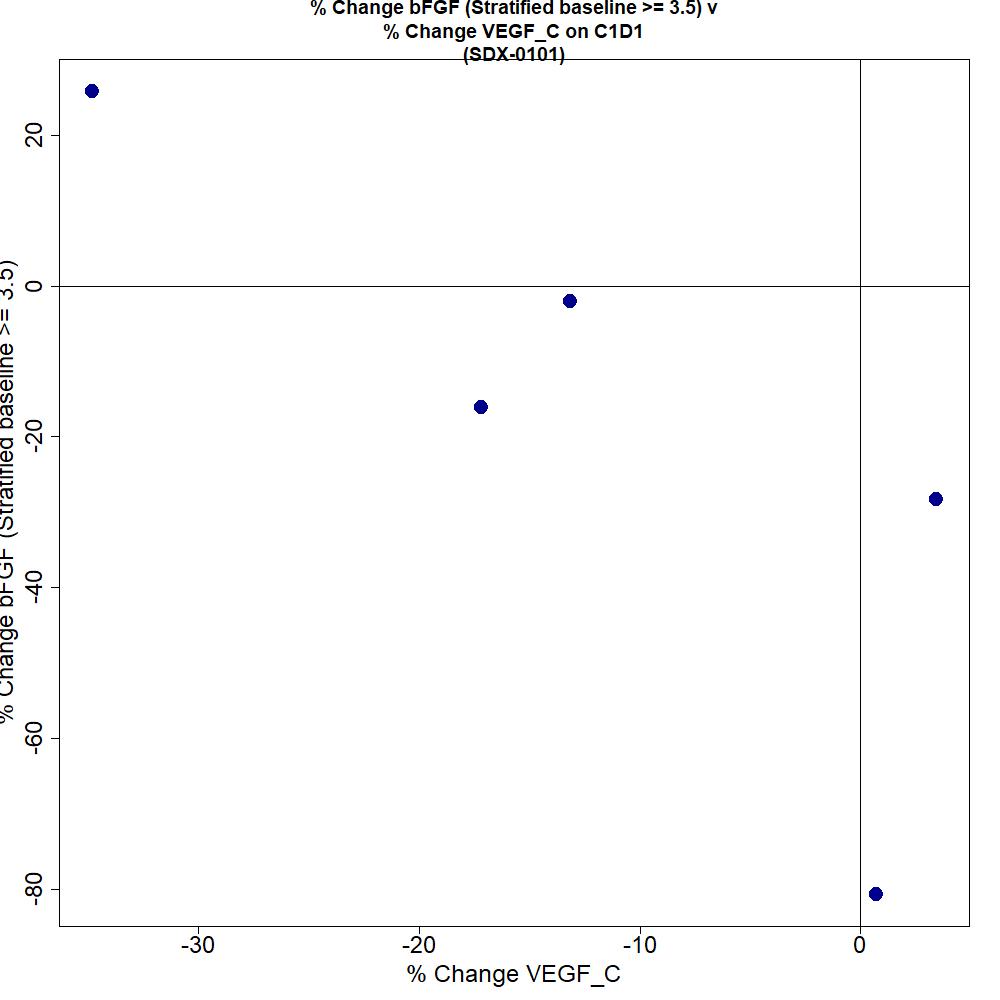 % Change bFGF (Stratified baseline >= 3.5) v
% Change VEGF_C on C1D1
(SDX-0101)
% Change bFGF (Stratified baseline >= 3.5)
20
0
-20
-40
-60
-80
-30
-20
-10
0
% Change VEGF_C